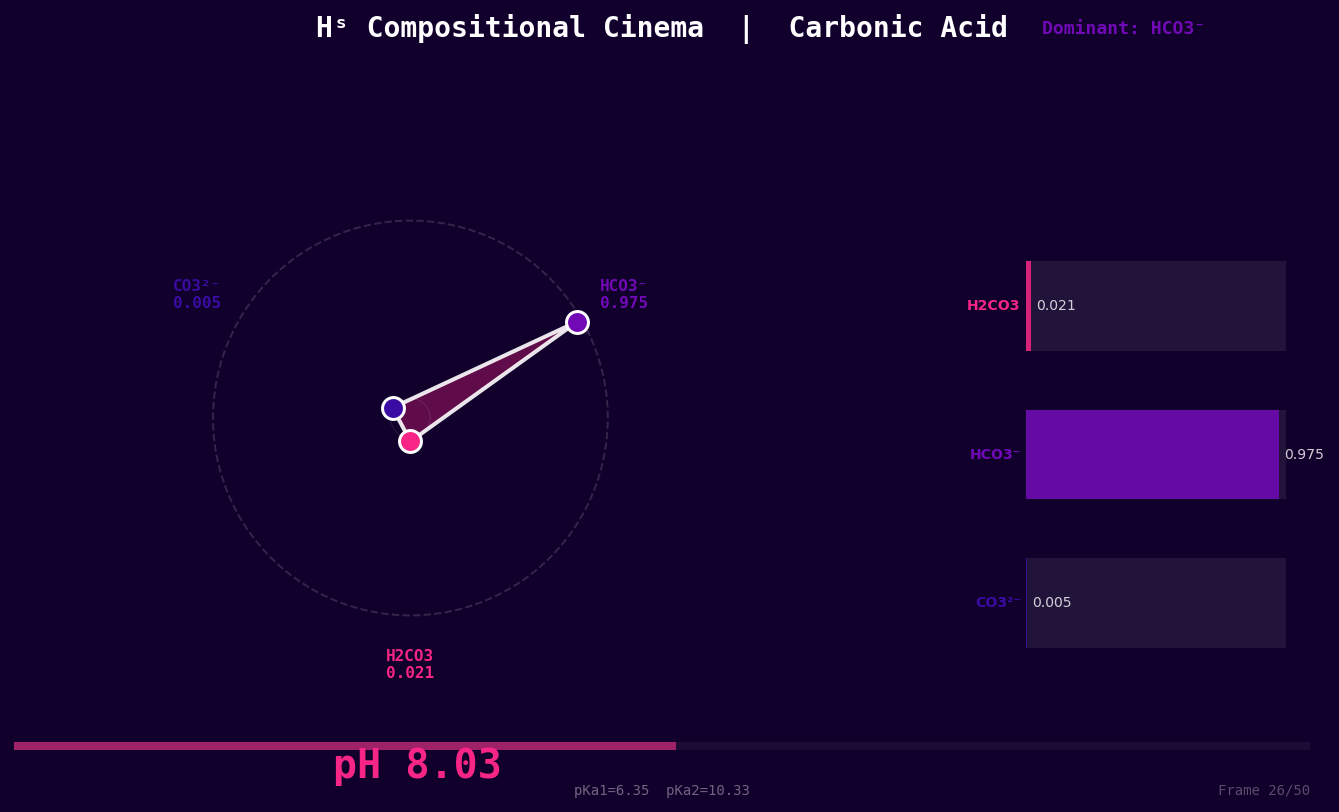 Hˢ Compositional Cinema | Carbonic Acid
Dominant: HCO3⁻
CO3²⁻
0.005
HCO3⁻
0.975
H2CO3
0.021
H2CO3
0.021
HCO3⁻
0.975
CO3²⁻
0.005
pH 8.03
pKa1=6.35 pKa2=10.33
Frame 26/50